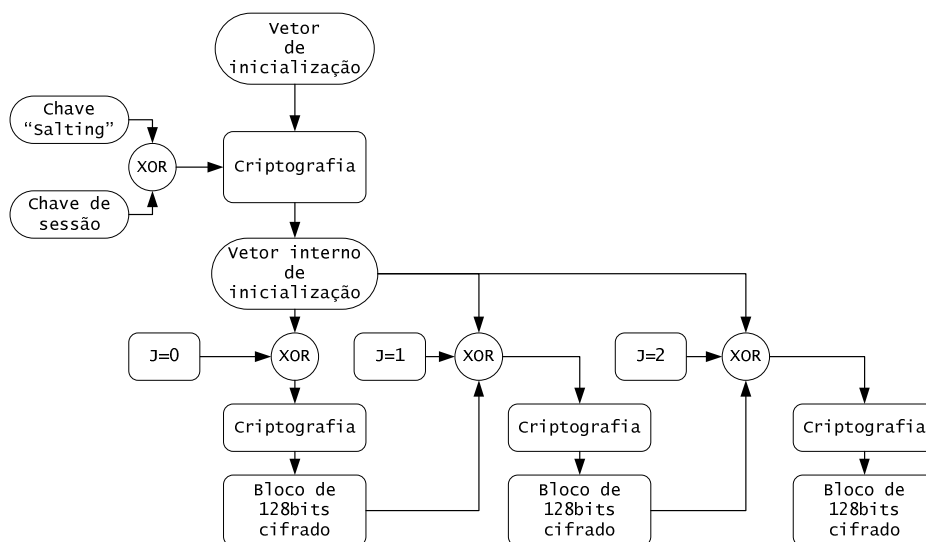 Vetor
de
inicialização
Chave
“Salting”
XOR
Criptografia
Chave de
sessão
Vetor interno
de
inicialização
J=0
XOR
J=1
XOR
J=2
XOR
Criptografia
Criptografia
Criptografia
Bloco de
128bits
cifrado
Bloco de
128bits
cifrado
Bloco de
128bits
cifrado